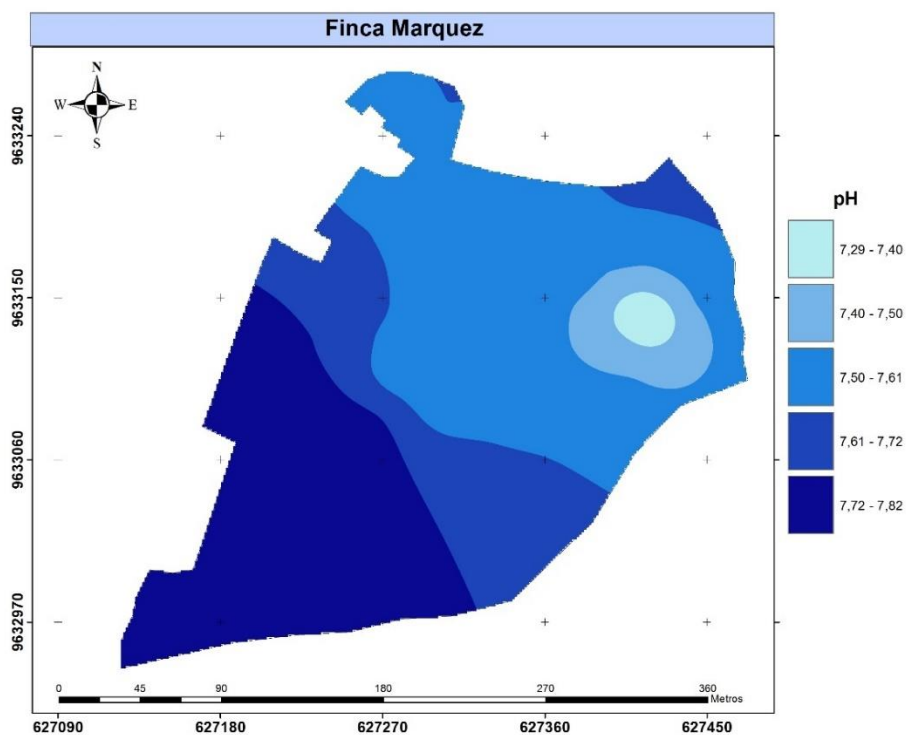 Finca Marquez
N
W E
S
9633240
9633150
9633060
9632970
pH
7,29 - 7,40
7,40 - 7,50
7,50 - 7,61
7,61 - 7,72
7,72 - 7,82
0 45 90 180 270 360
Metros
627090 627180 627270 627360 627450